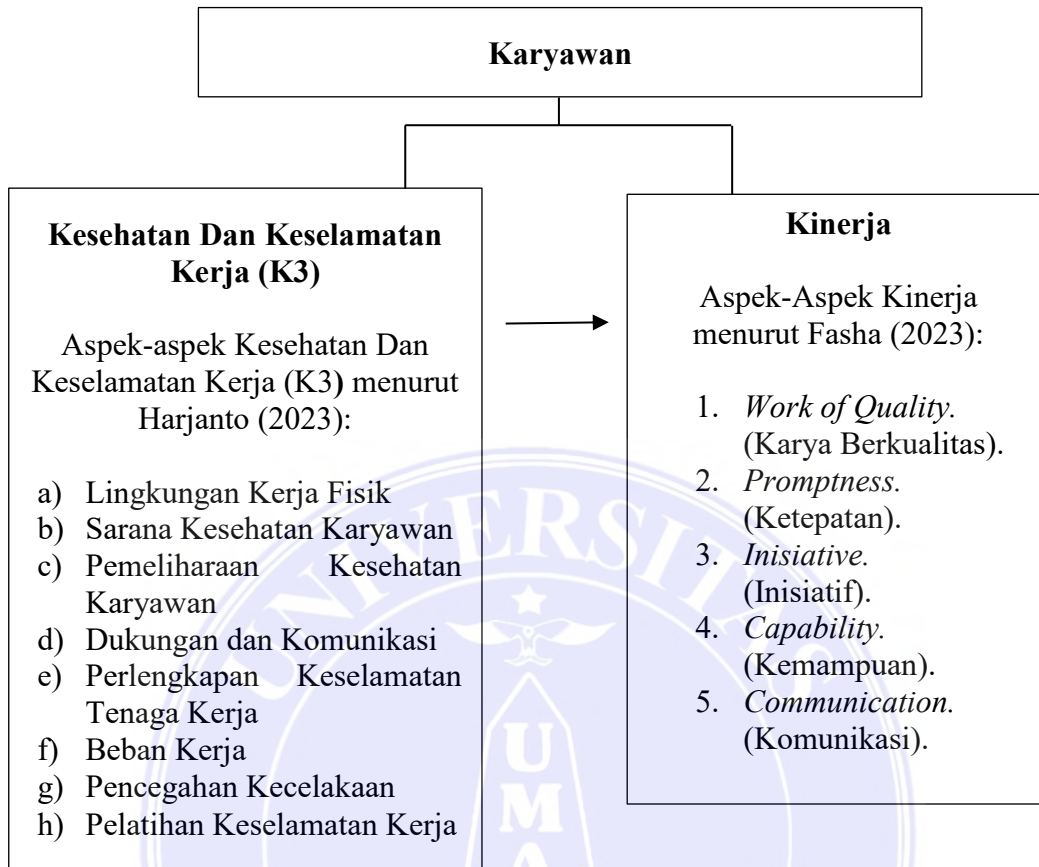 Karyawan
Kesehatan Dan Keselamatan
Kerja (K3)
Aspek-aspek Kesehatan Dan
Keselamatan Kerja (K3) menurut
Harjanto (2023):
a) Lingkungan Kerja Fisik
b) Sarana Kesehatan Karyawan
c) Pemeliharaan Kesehatan
Karyawan
d) Dukungan dan Komunikasi
e) Perlengkapan Keselamatan
Tenaga Kerja
f) Beban Kerja
g) Pencegahan Kecelakaan
h) Pelatihan Keselamatan Kerja
Kinerja
Aspek-Aspek Kinerja
menurut Fasha (2023):
1. Work of Quality.
(Karya Berkualitas).
2. Promptness.
(Ketepatan).
3. Inisiative.
(Inisiatif).
4. Capability.
(Kemampuan).
5. Communication.
(Komunikasi).
UNIVERSITAS
U
M
A